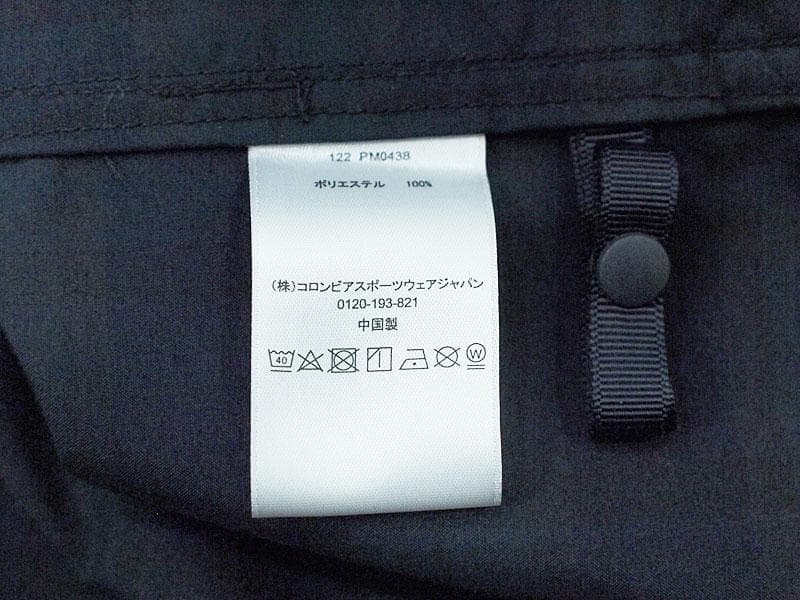 122 PM0438
ポリエステル 100%
(株)コロンビアスポーツウェアジャパン
0120-193-821
中国製
40 W